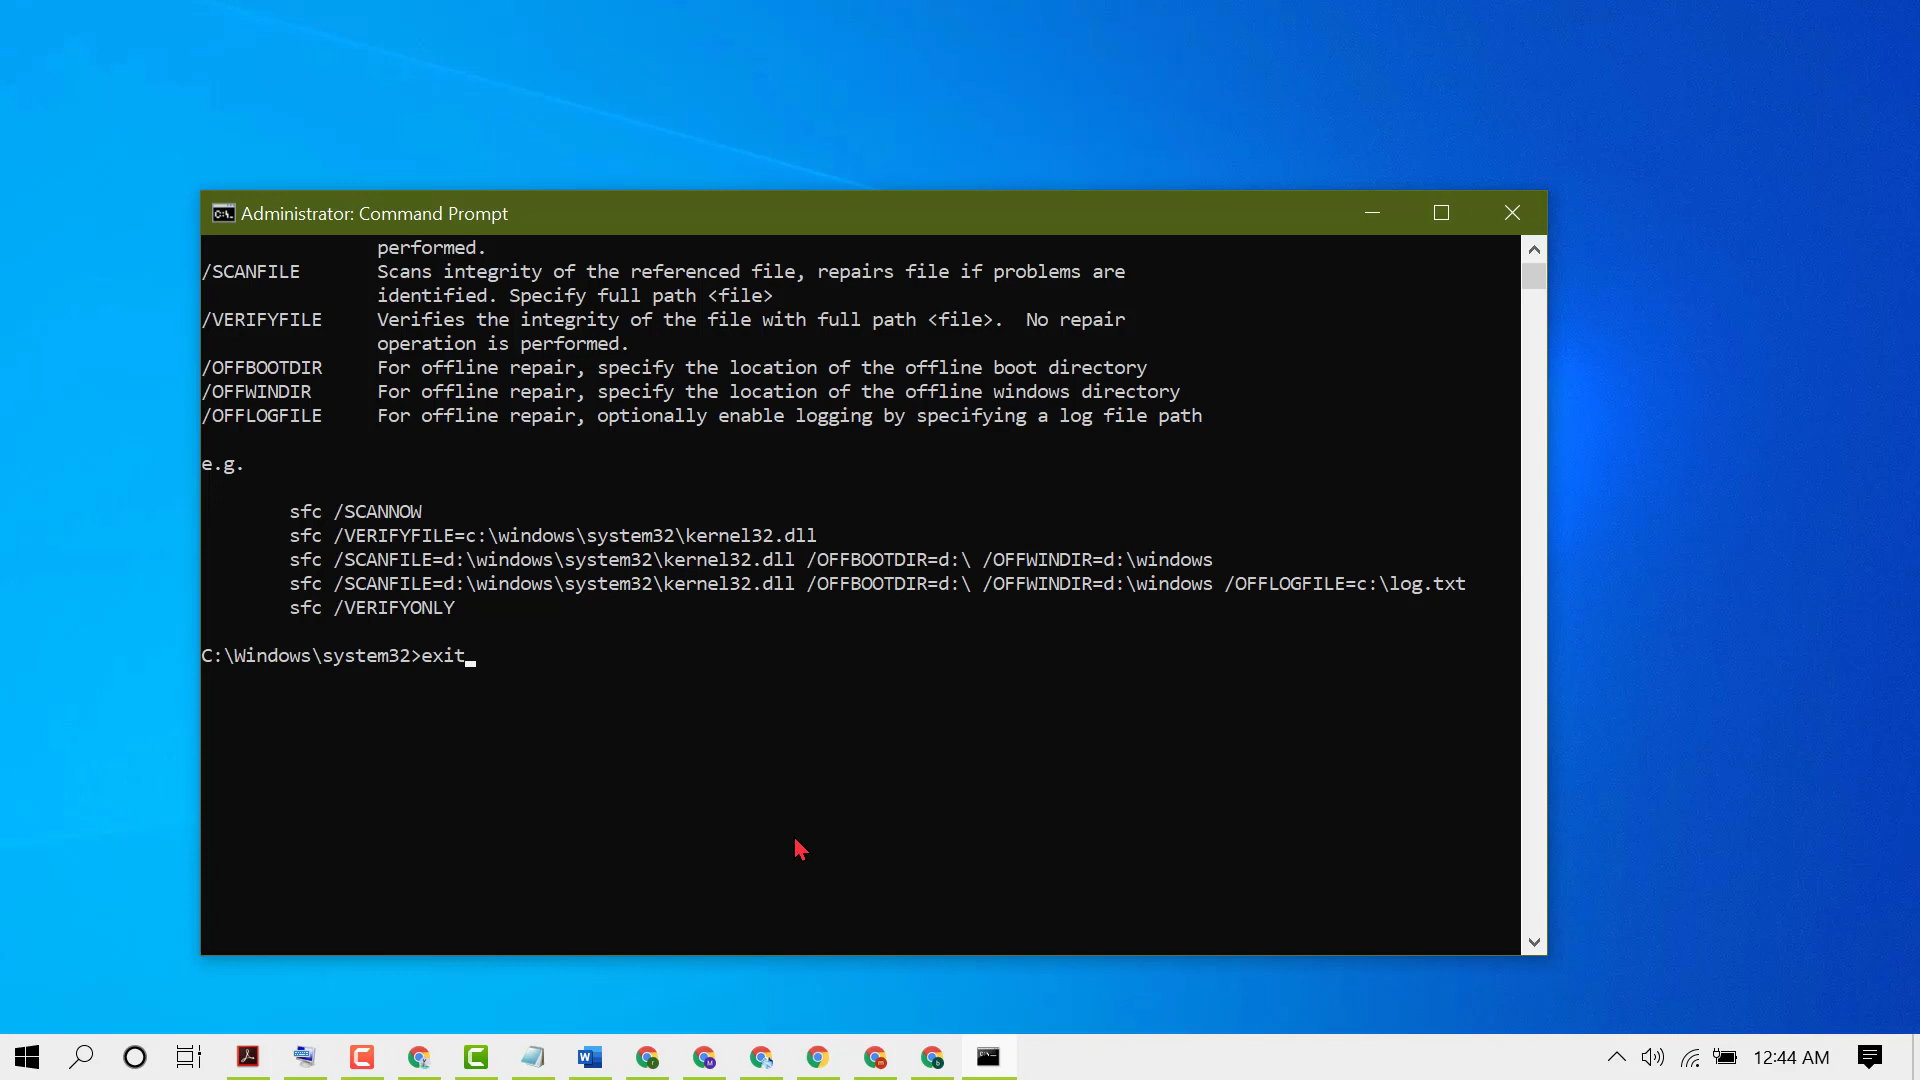 Administrator: Command Prompt
performed.
/SCANFILE Scans integrity of the referenced file, repairs file if problems are
identified. Specify full path <file>
/VERIFYFILE Verifies the integrity of the file with full path <file>. No repair
operation is performed.
/OFFBOOTDIR For offline repair, specify the location of the offline boot directory
/OFFWINDIR For offline repair, specify the location of the offline windows directory
/OFFLOGFILE For offline repair, optionally enable logging by specifying a log file path
e.g.
sfc /SCANNOW
sfc /VERIFYFILE=c:\windows\system32\kernel32.dll
sfc /SCANFILE=d:\windows\system32\kernel32.dll /OFFBOOTDIR=d:\ /OFFWINDIR=d:\windows
sfc /SCANFILE=d:\windows\system32\kernel32.dll /OFFBOOTDIR=d:\ /OFFWINDIR=d:\windows /OFFLOGFILE=c:\log.txt
sfc /VERIFYONLY
C:\Windows\system32>exit
12:44 AM